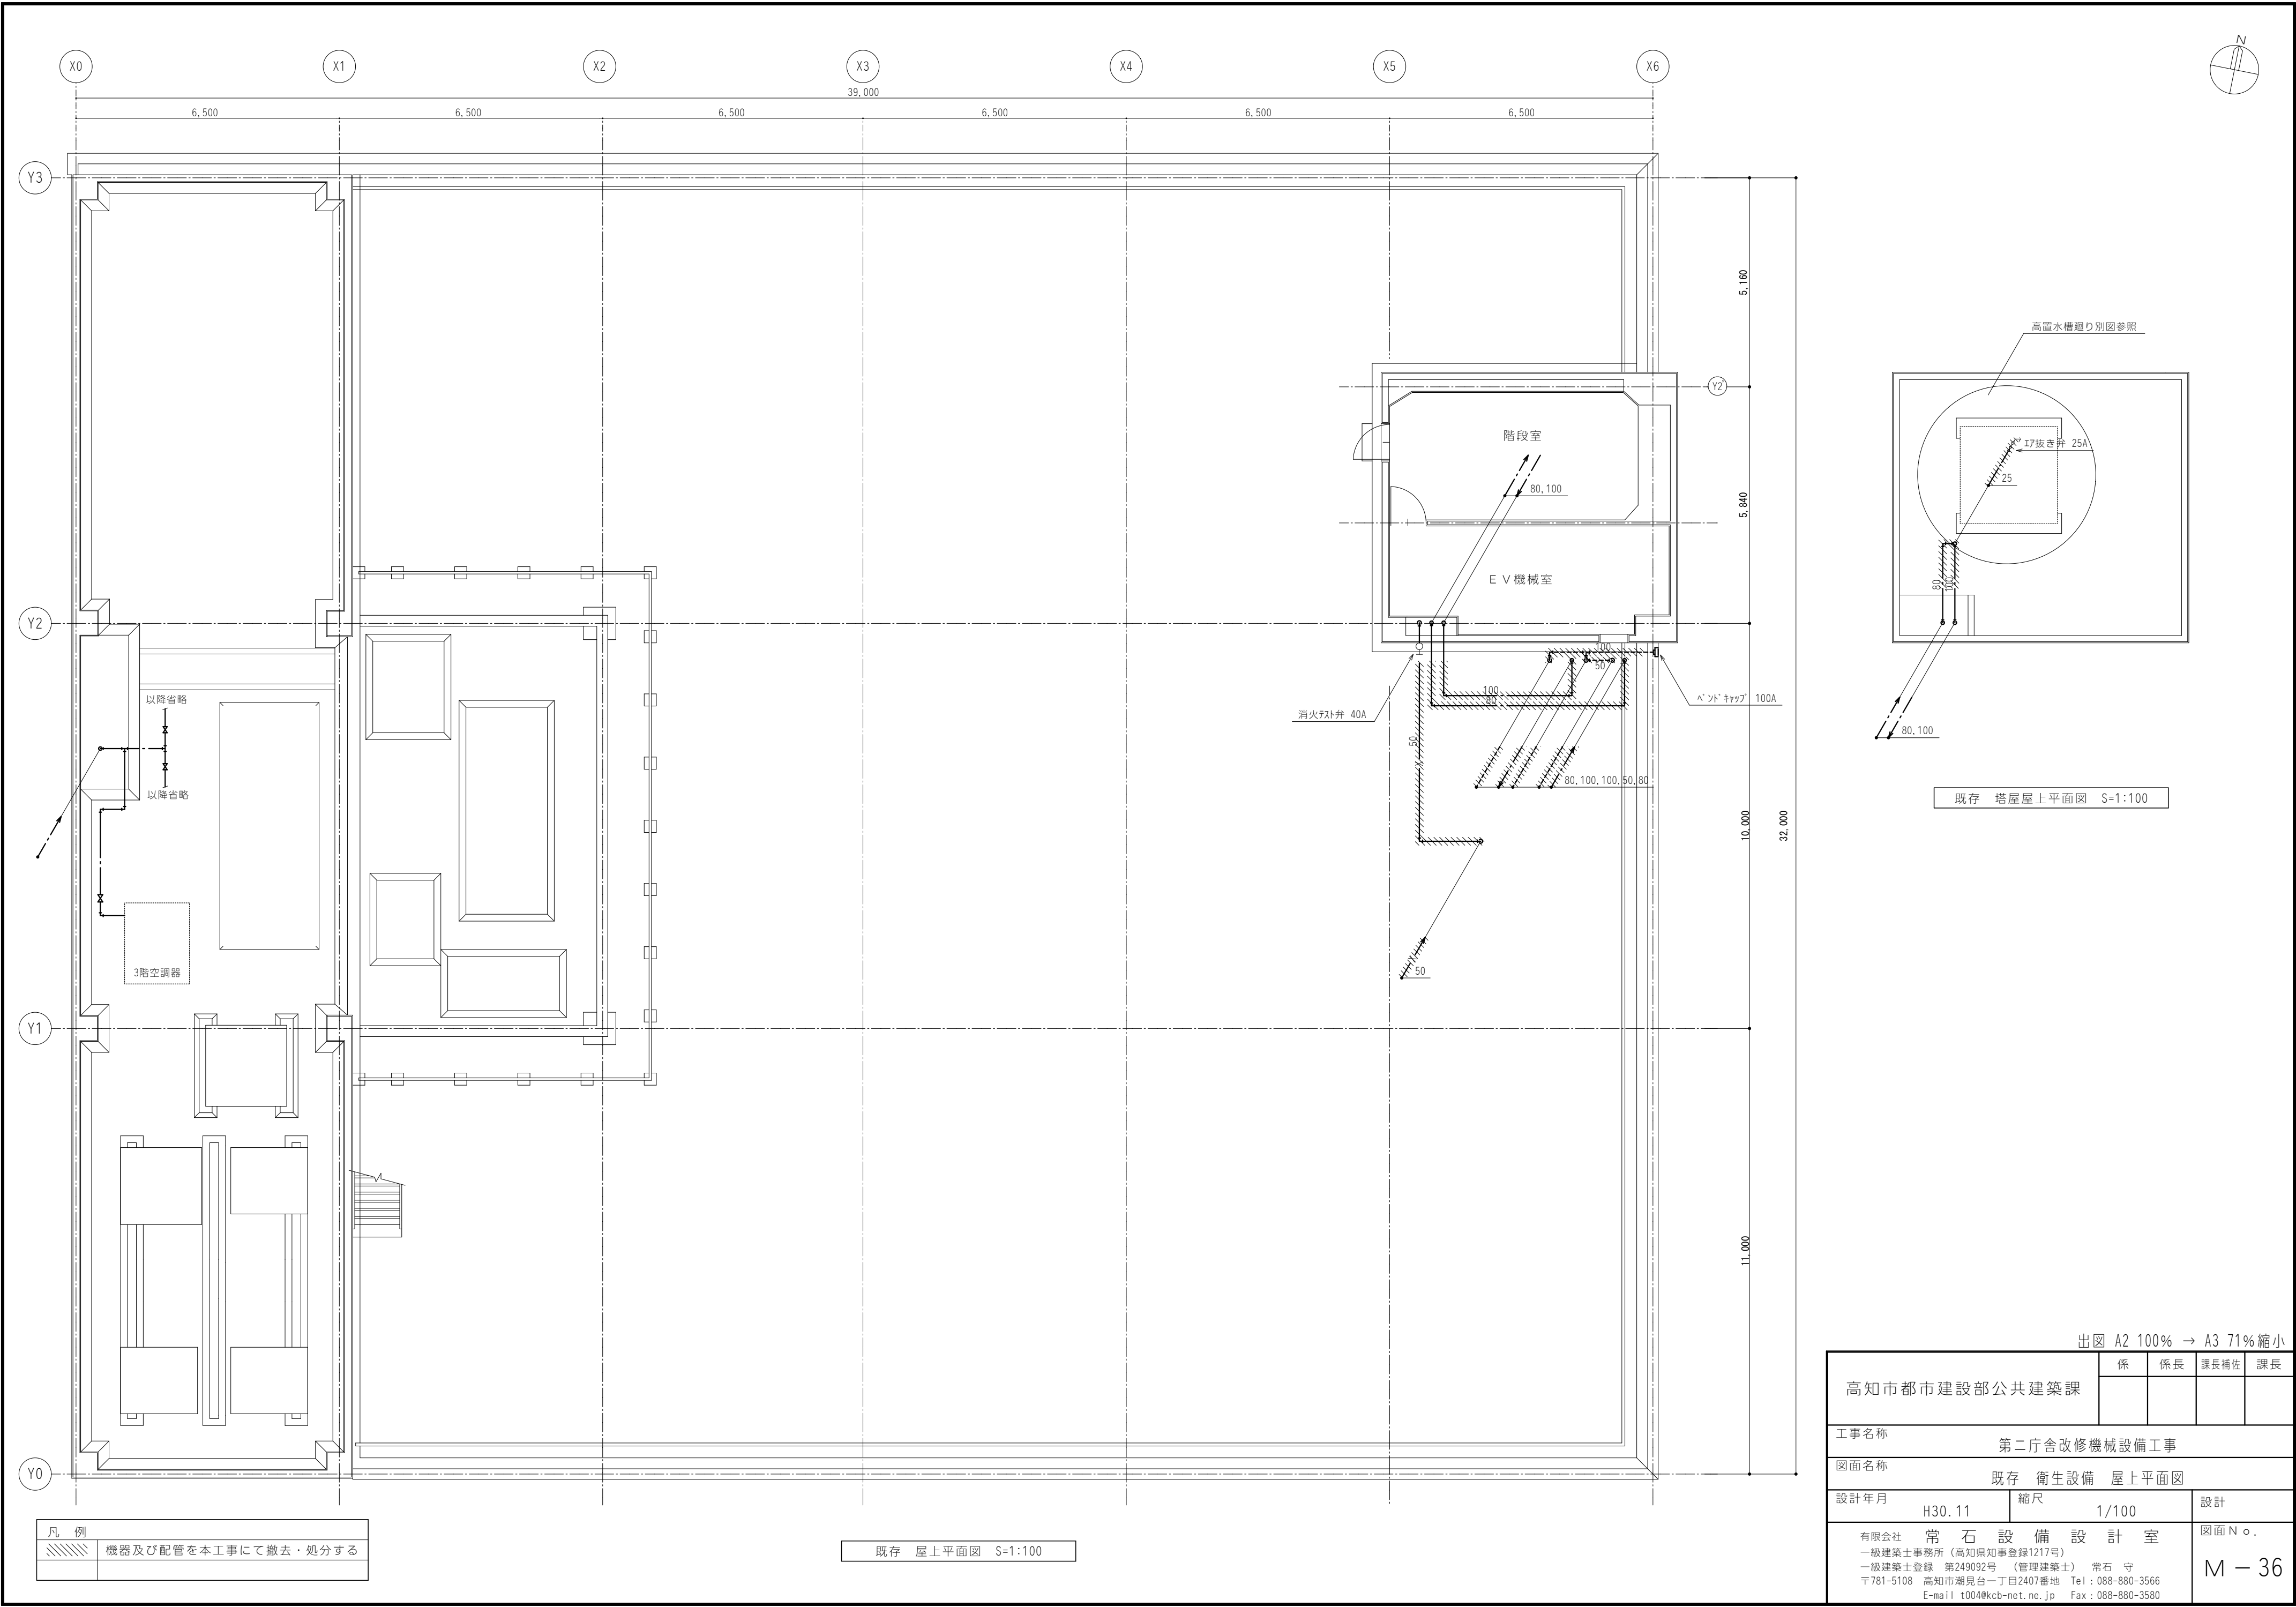 N
X0 X1 X2 X3 X4 X5 X6
39,000
6,500 6,500 6,500 6,500 6,500 6,500
Y3
5,160
高置水槽廻り別図参照
Y2'
階段室
エア抜き弁 25A
25
80,100
5,840
EV機械室
80
100
Y2
100
50
100
80
ベンドキャップ 100A
消火テスト弁 40A
以降省略
以降省略
50
80,100
80,100,100,50,80
既存 塔屋屋上平面図 S=1:100
10,000
32,000
3階空調器
50
Y1
11,000
Y0
凡 例
機器及び配管を本工事にて撤去・処分する
既存 屋上平面図 S=1:100
出図 A2 100% → A3 71%縮小
高知市都市建設部公共建築課
係 係長 課長補佐 課長
工事名称
第二庁舎改修機械設備工事
図面名称
既存 衛生設備 屋上平面図
設計年月 H30.11 縮尺 1/100 設計
有限会社 常石設備設計室
一級建築士事務所（高知県知事登録1217号）
一級建築士登録 第249092号 （管理建築士） 常石 守
〒781-5108 高知市潮見台一丁目2407番地 Tel：088-880-3566
E-mail t004@kcb-net.ne.jp Fax：088-880-3580
図面No.
M－36